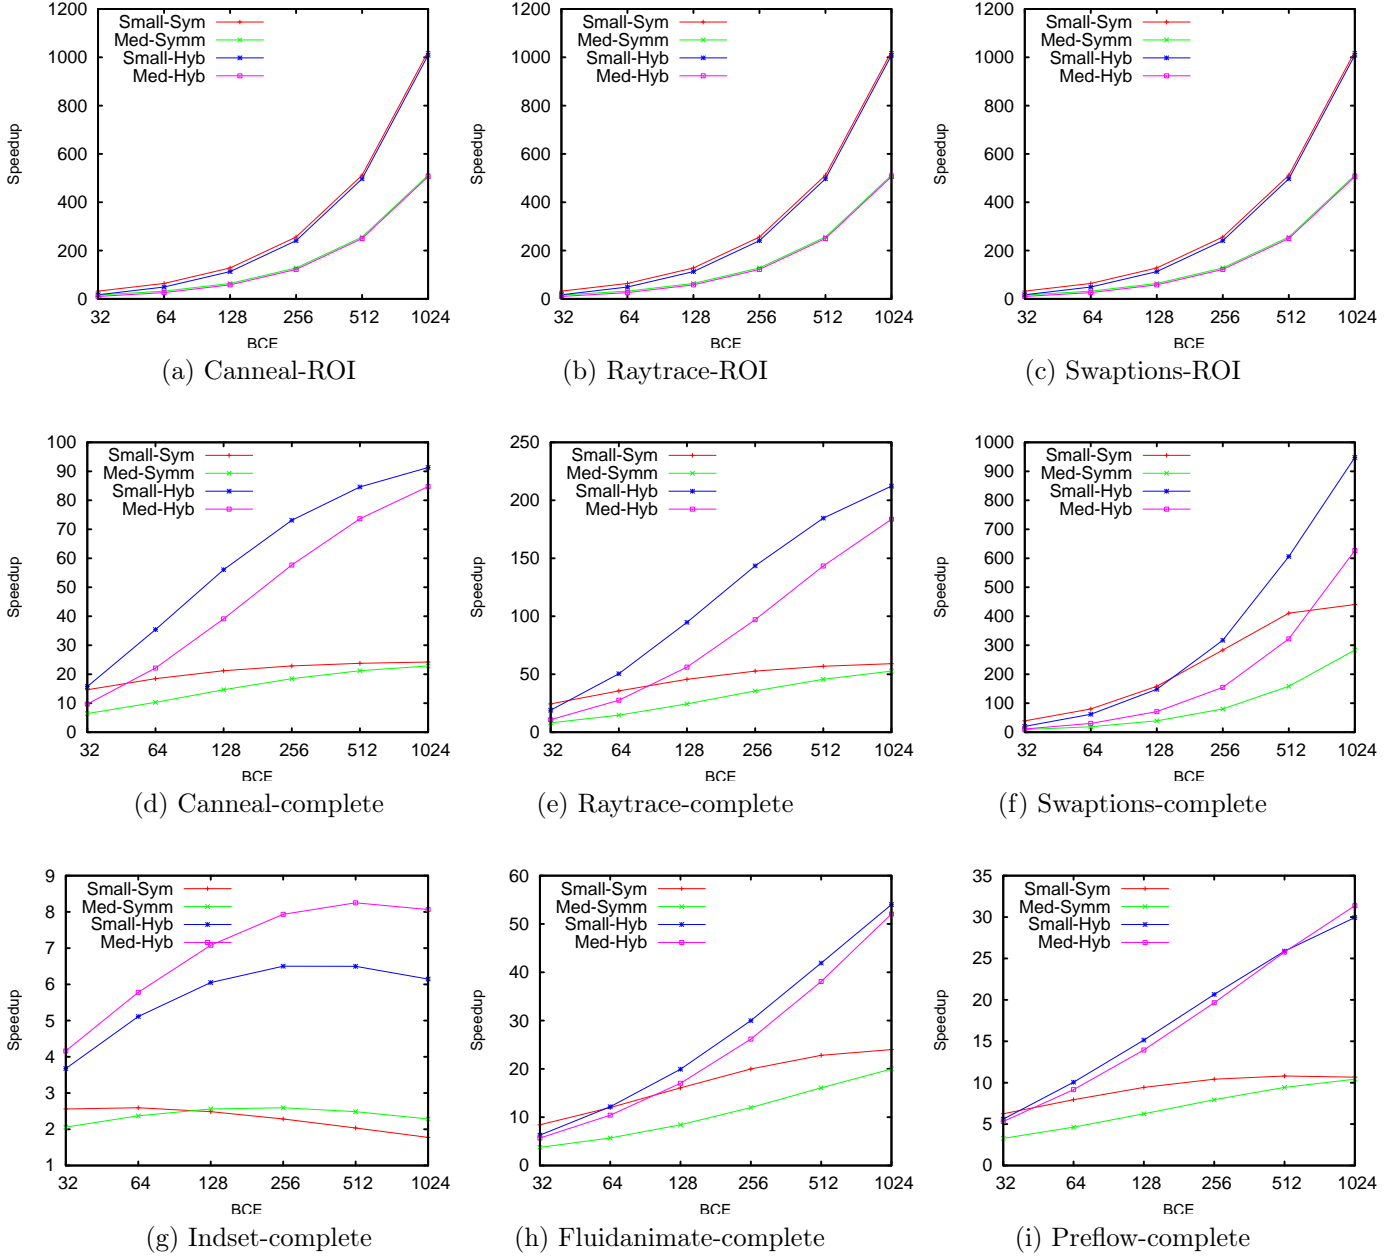 1200
1000
800
600
400
200
0
Speedup
Small-Sym
Med-Symm
Small-Hyb
Med-Hyb
32 64 128 256 512 1024
BCE
(a) Canneal-ROI
1200
1000
800
600
400
200
0
Speedup
Small-Sym
Med-Symm
Small-Hyb
Med-Hyb
32 64 128 256 512 1024
BCE
(b) Raytrace-ROI
1200
1000
800
600
400
200
0
Speedup
Small-Sym
Med-Symm
Small-Hyb
Med-Hyb
32 64 128 256 512 1024
BCE
(c) Swaptions-ROI
100
90
80
70
60
50
40
30
20
10
0
Speedup
Small-Sym
Med-Symm
Small-Hyb
Med-Hyb
32 64 128 256 512 1024
BCE
(d) Canneal-complete
250
200
150
100
50
0
Speedup
Small-Sym
Med-Symm
Small-Hyb
Med-Hyb
32 64 128 256 512 1024
BCE
(e) Raytrace-complete
1000
900
800
700
600
500
400
300
200
100
0
Speedup
Small-Sym
Med-Symm
Small-Hyb
Med-Hyb
32 64 128 256 512 1024
BCE
(f) Swaptions-complete
9
8
7
6
5
4
3
2
1
Speedup
Small-Sym
Med-Symm
Small-Hyb
Med-Hyb
32 64 128 256 512 1024
BCE
(g) Indset-complete
60
50
40
30
20
10
0
Speedup
Small-Sym
Med-Symm
Small-Hyb
Med-Hyb
32 64 128 256 512 1024
BCE
(h) Fluidanimate-complete
35
30
25
20
15
10
5
0
Speedup
Small-Sym
Med-Symm
Small-Hyb
Med-Hyb
32 64 128 256 512 1024
BCE
(i) Preflow-complete